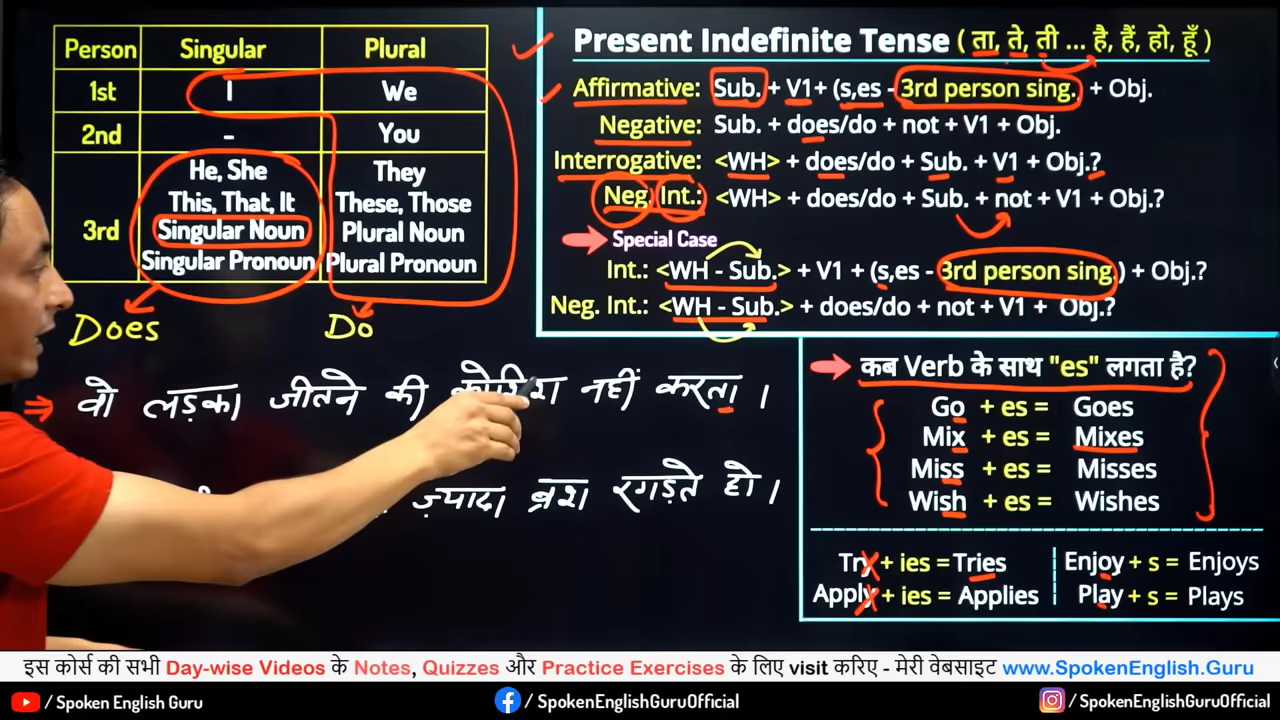 Person Singular Plural
1st I We
2nd - You
3rd
He, She
This, That, It
Singular Noun
Singular Pronoun
They
These, Those
Plural Noun
Plural Pronoun
Does
Do
Present Indefinite Tense ( ता, ते, ती ... है, हैं, हो, हूँ )
Affirmative: Sub. + V1+ (s,es - 3rd person sing. + Obj.
Negative: Sub. + does/do + not + V1 + Obj.
Interrogative: <WH> + does/do + Sub. + V1 + Obj.?
Neg. Int.: <WH> + does/do + Sub. + not + V1 + Obj.?
Special Case
Int.: <WH - Sub.> + V1 + (s,es - 3rd person sing.) + Obj.?
Neg. Int.: <WH - Sub.> + does/do + not + V1 + Obj.?
वो लड़का जीतने की कोशिश नहीं करता ।
ज़्यादा ब्रश रगड़ते हो ।
कब Verb के साथ "es" लगता है?
Go + es = Goes
Mix + es = Mixes
Miss + es = Misses
Wish + es = Wishes
Try + ies = Tries
Apply + ies = Applies
Enjoy + s = Enjoys
Play + s = Plays
इस कोर्स की सभी Day-wise Videos के Notes, Quizzes और Practice Exercises के लिए visit करिए - मेरी वेबसाइट www.SpokenEnglish.Guru
/ Spoken English Guru
/ SpokenEnglishGuruOfficial
/ SpokenEnglishGuruOfficial